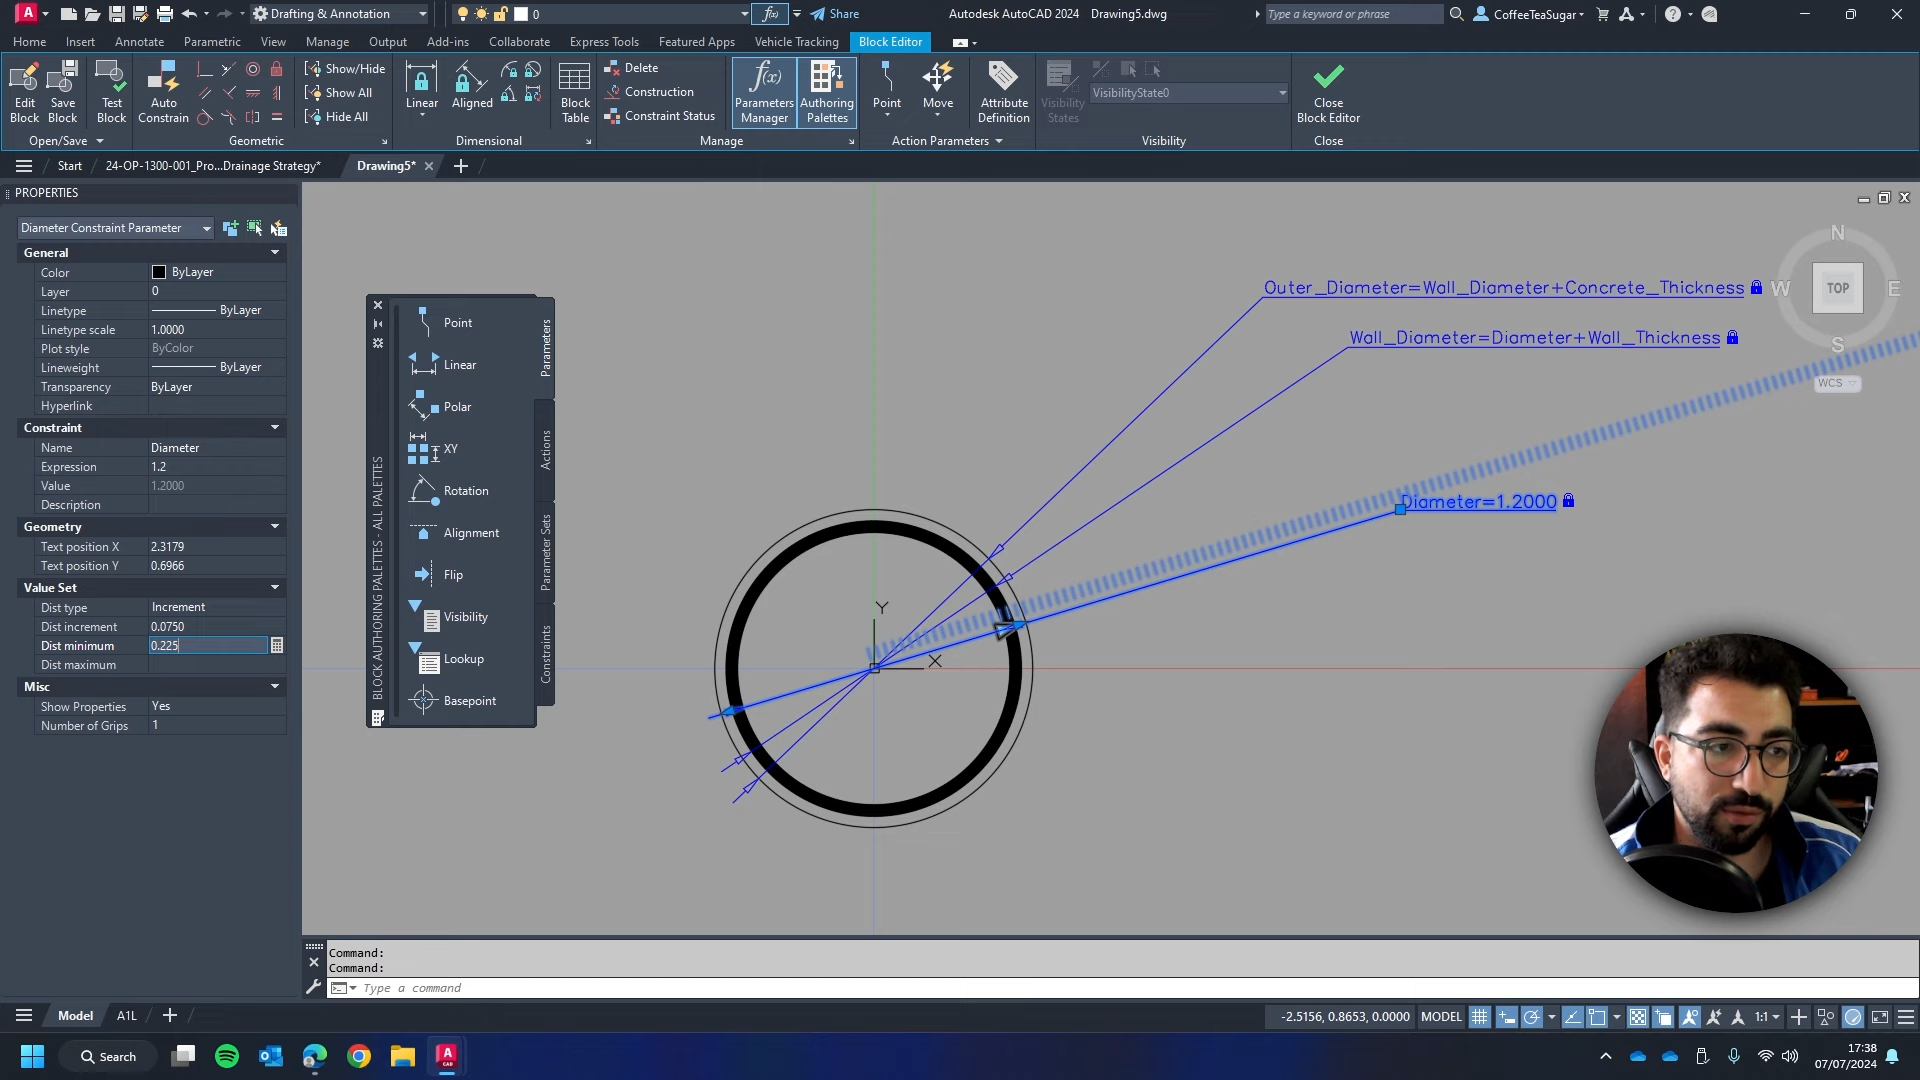 Drafting & Annotation
0
Share
Autodesk AutoCAD 2024 Drawing5.dwg
Type a keyword or phrase
CoffeeTeaSugar
Home Insert Annotate Parametric View Manage Output Add-ins Collaborate Express Tools Featured Apps Vehicle Tracking Block Editor
Edit Block
Save Block
Test Block
Auto Constrain
Show/Hide
Show All
Hide All
Linear
Aligned
Block Table
Delete
Construction
Constraint Status
Parameters Manager
Authoring Palettes
Point
Move
Attribute Definition
Visibility States
VisibilityState0
Close Block Editor
Open/Save
Geometric
Dimensional
Manage
Action Parameters
Visibility
Close
Start
24-OP-1300-001_Pro...Drainage Strategy*
Drawing5*
PROPERTIES
Diameter Constraint Parameter
General
Color ByLayer
Layer 0
Linetype ByLayer
Linetype scale 1.0000
Plot style ByColor
Lineweight ByLayer
Transparency ByLayer
Hyperlink
Constraint
Name Diameter
Expression 1.2
Value 1.2000
Description
Geometry
Text position X 2.3179
Text position Y 0.6966
Value Set
Dist type Increment
Dist increment 0.0750
Dist minimum 0.225
Dist maximum
Misc
Show Properties Yes
Number of Grips 1
BLOCK AUTHORING PALETTES - ALL PALETTES
Point
Linear
Polar
XY
Rotation
Alignment
Flip
Visibility
Lookup
Basepoint
Parameters
Actions
Parameter Sets
Constraints
Outer_Diameter=Wall_Diameter+Concrete_Thickness
Wall_Diameter=Diameter+Wall_Thickness
Diameter=1.2000
Y
X
N
W
TOP
E
S
WCS
Command:
Command:
Type a command
Model
A1L
-2.5156, 0.8653, 0.0000
MODEL
1:1
Search
17:38
07/07/2024